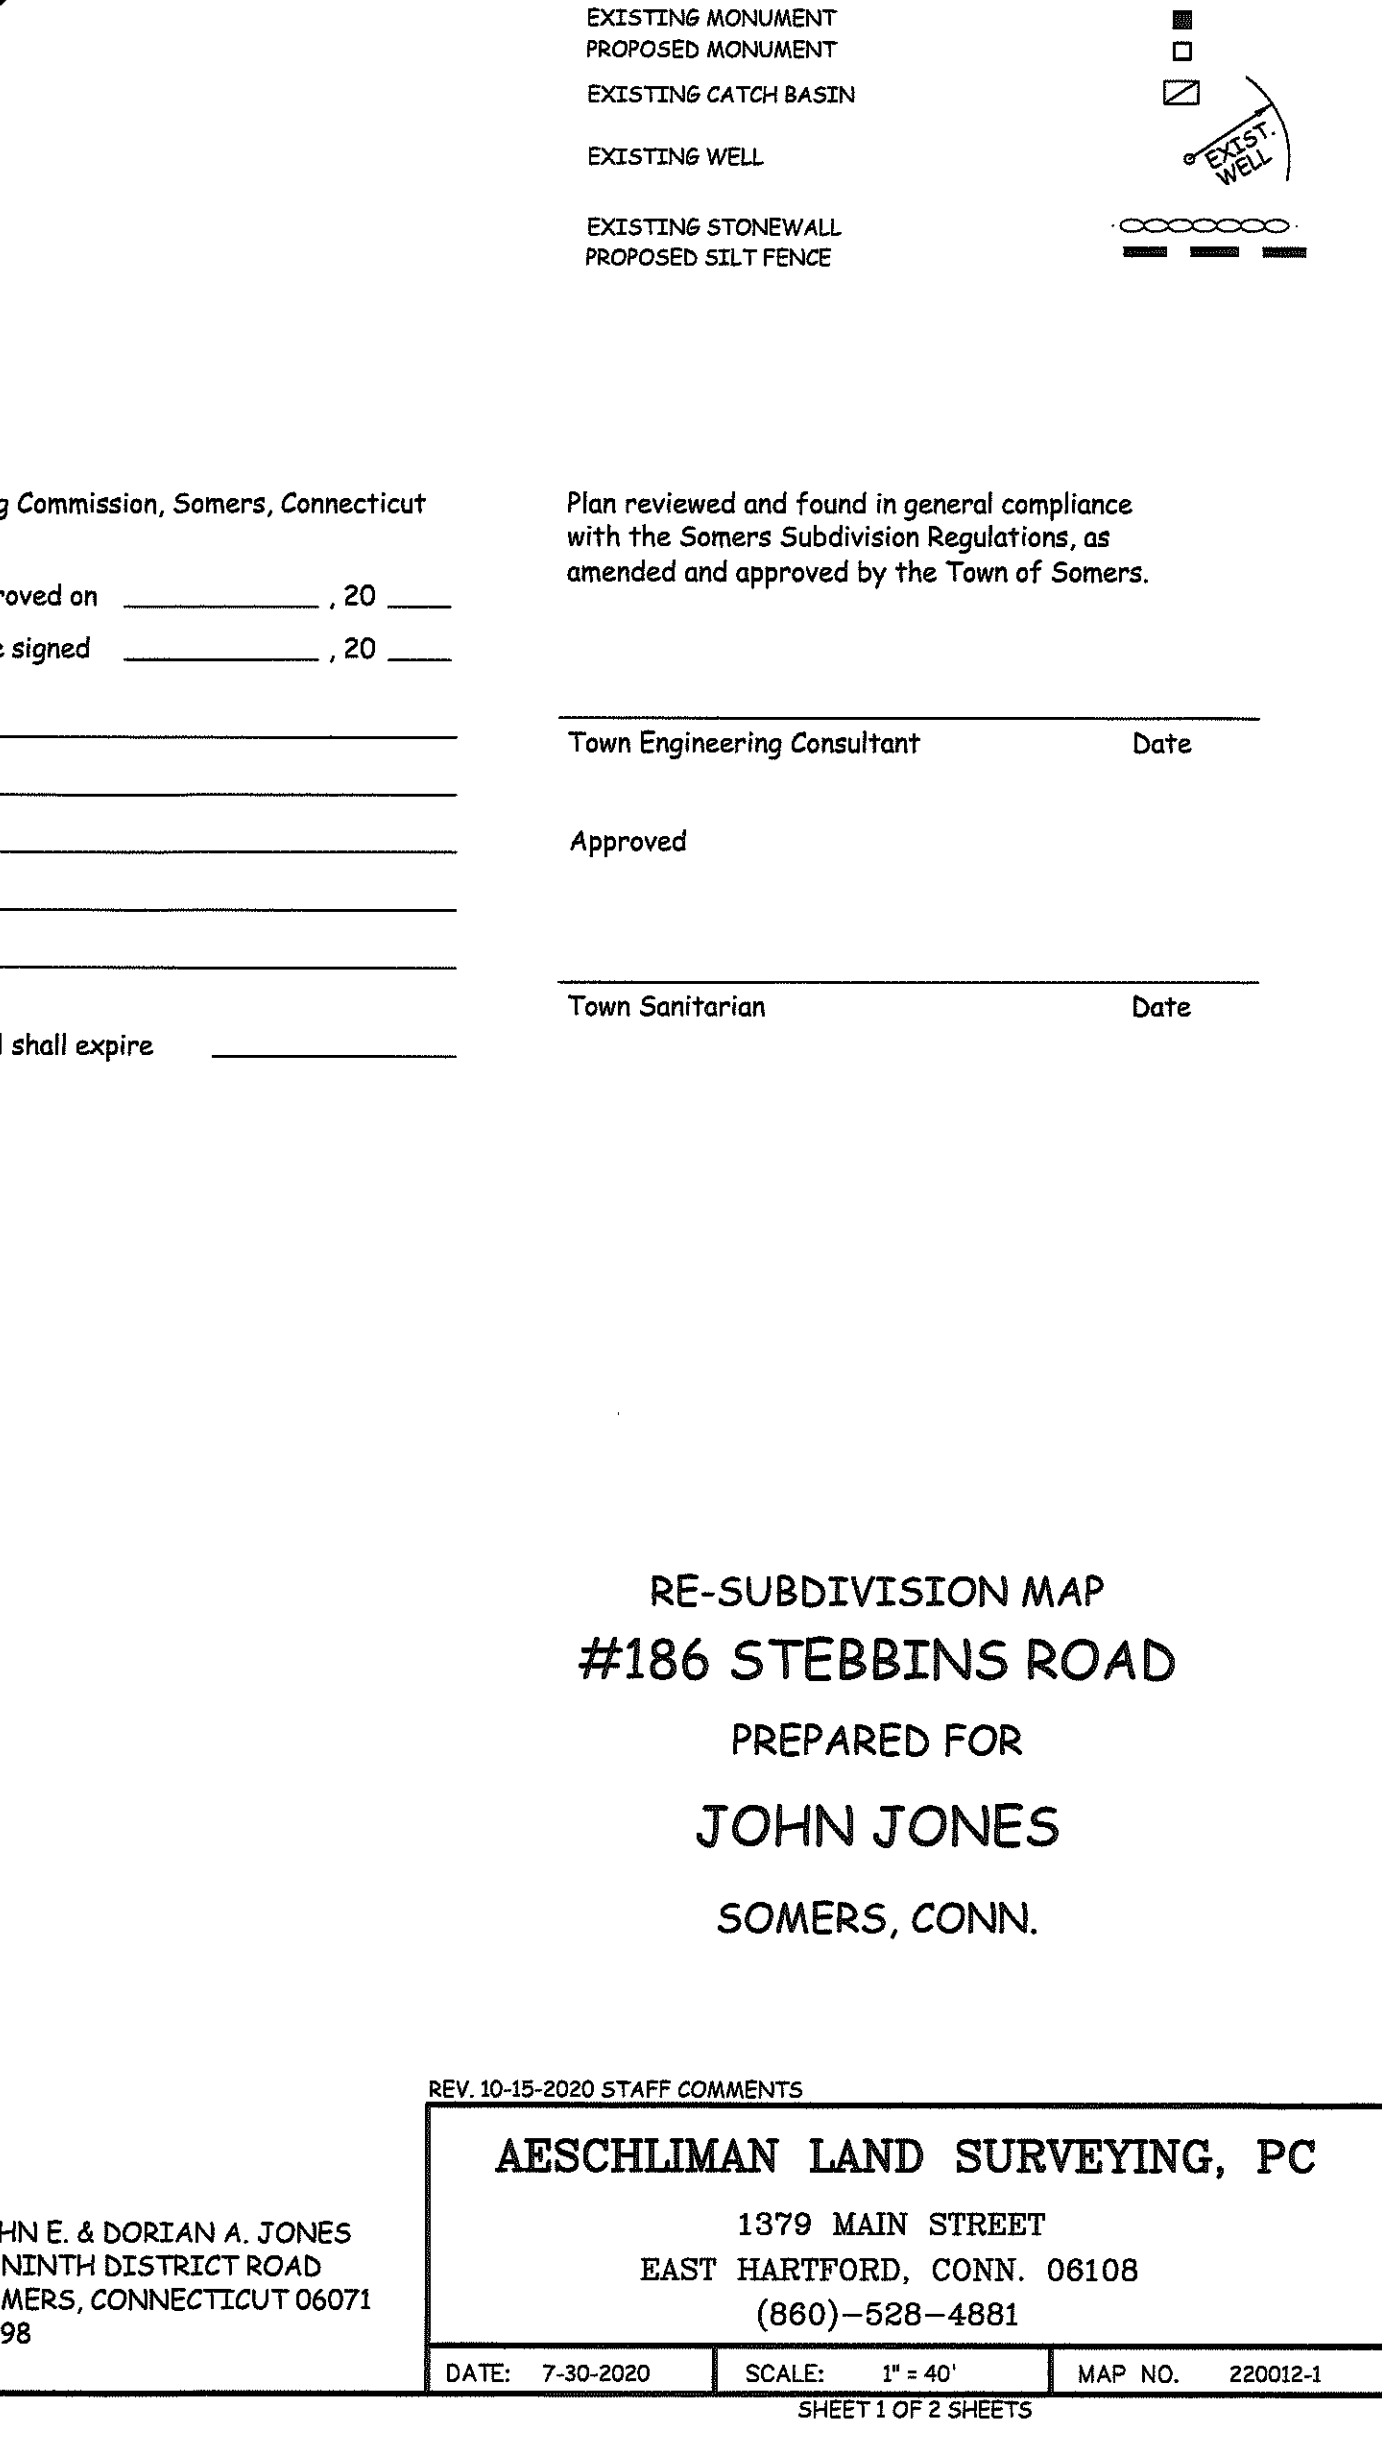 EXISTING MONUMENT
PROPOSED MONUMENT
EXISTING CATCH BASIN
EXISTING WELL
EXIST.
WELL
EXISTING STONEWALL
PROPOSED SILT FENCE
Commission, Somers, Connecticut
on ____________ , 20 ____
signed ____________ , 20 ____
shall expire ____________
Plan reviewed and found in general compliance
with the Somers Subdivision Regulations, as
amended and approved by the Town of Somers.
Town Engineering Consultant Date
Approved
Town Sanitarian Date
RE-SUBDIVISION MAP
#186 STEBBINS ROAD
PREPARED FOR
JOHN JONES
SOMERS, CONN.
E. & DORIAN A. JONES
NINTH DISTRICT ROAD
CONNECTICUT 06071
98
REV. 10-15-2020 STAFF COMMENTS
AESCHLIMAN LAND SURVEYING, PC
1379 MAIN STREET
EAST HARTFORD, CONN. 06108
(860)-528-4881
DATE: 7-30-2020 SCALE: 1" = 40' MAP NO. 220012-1
SHEET 1 OF 2 SHEETS